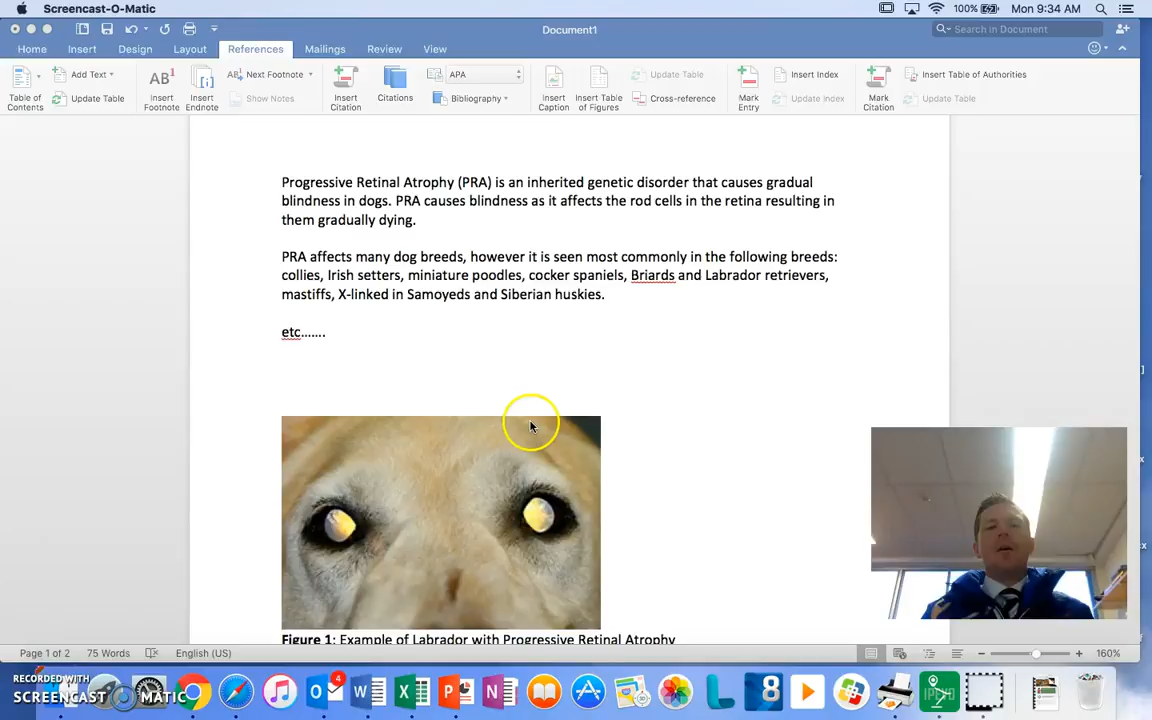 Screencast-O-Matic
100%
Mon 9:34 AM
Document1
Search in Document
Home Insert Design Layout References Mailings Review View
Table of Contents
Add Text
Update Table
AB1
Insert Footnote
[i]
Insert Endnote
AB1 Next Footnote
Show Notes
Insert Citation
Citations
APA
Bibliography
Insert Caption
Insert Table of Figures
Update Table
Cross-reference
Mark Entry
Insert Index
Update Index
Mark Citation
Insert Table of Authorities
Update Table
Progressive Retinal Atrophy (PRA) is an inherited genetic disorder that causes gradual
blindness in dogs. PRA causes blindness as it affects the rod cells in the retina resulting in
them gradually dying.
PRA affects many dog breeds, however it is seen most commonly in the following breeds:
collies, Irish setters, miniature poodles, cocker spaniels, Briards and Labrador retrievers,
mastiffs, X-linked in Samoyeds and Siberian huskies.
etc.......
Figure 1: Example of Labrador with Progressive Retinal Atrophy
Page 1 of 2 75 Words English (US) 160%
RECORDED WITH
SCREENCAST MATIC
4